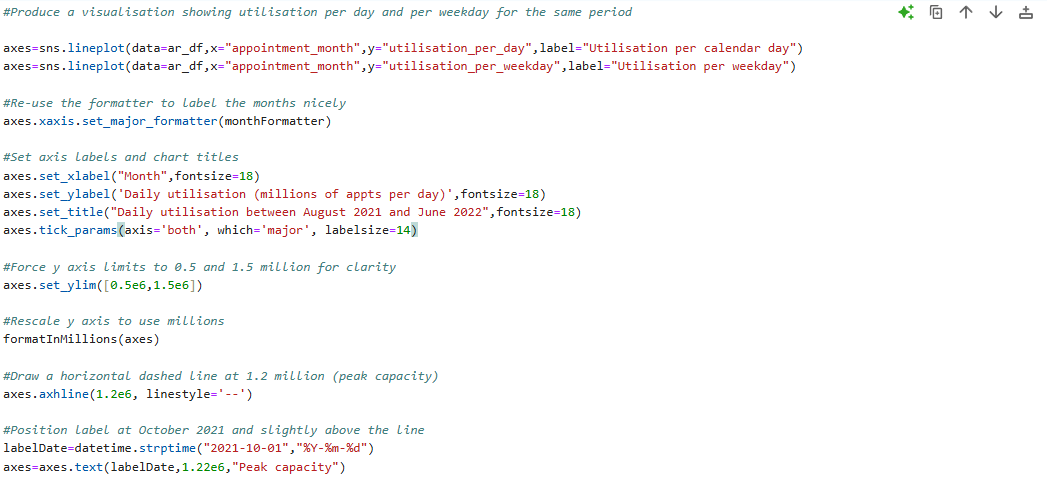 #Produce a visualisation showing utilisation per day and per weekday for the same period
axes=sns.lineplot(data=ar_df,x="appointment_month",y="utilisation_per_day",label="Utilisation per calendar day")
axes=sns.lineplot(data=ar_df,x="appointment_month",y="utilisation_per_weekday",label="Utilisation per weekday")
#Re-use the formatter to label the months nicely
axes.xaxis.set_major_formatter(monthFormatter)
#Set axis labels and chart titles
axes.set_xlabel("Month",fontsize=18)
axes.set_ylabel('Daily utilisation (millions of appts per day)',fontsize=18)
axes.set_title("Daily utilisation between August 2021 and June 2022",fontsize=18)
axes.tick_params(axis='both', which='major', labelsize=14)
#Force y axis limits to 0.5 and 1.5 million for clarity
axes.set_ylim([0.5e6,1.5e6])
#Rescale y axis to use millions
formatInMillions(axes)
#Draw a horizontal dashed line at 1.2 million (peak capacity)
axes.axhline(1.2e6, linestyle='--')
#Position label at October 2021 and slightly above the line
labelDate=datetime.strptime("2021-10-01","%Y-%m-%d")
axes=axes.text(labelDate,1.22e6,"Peak capacity")